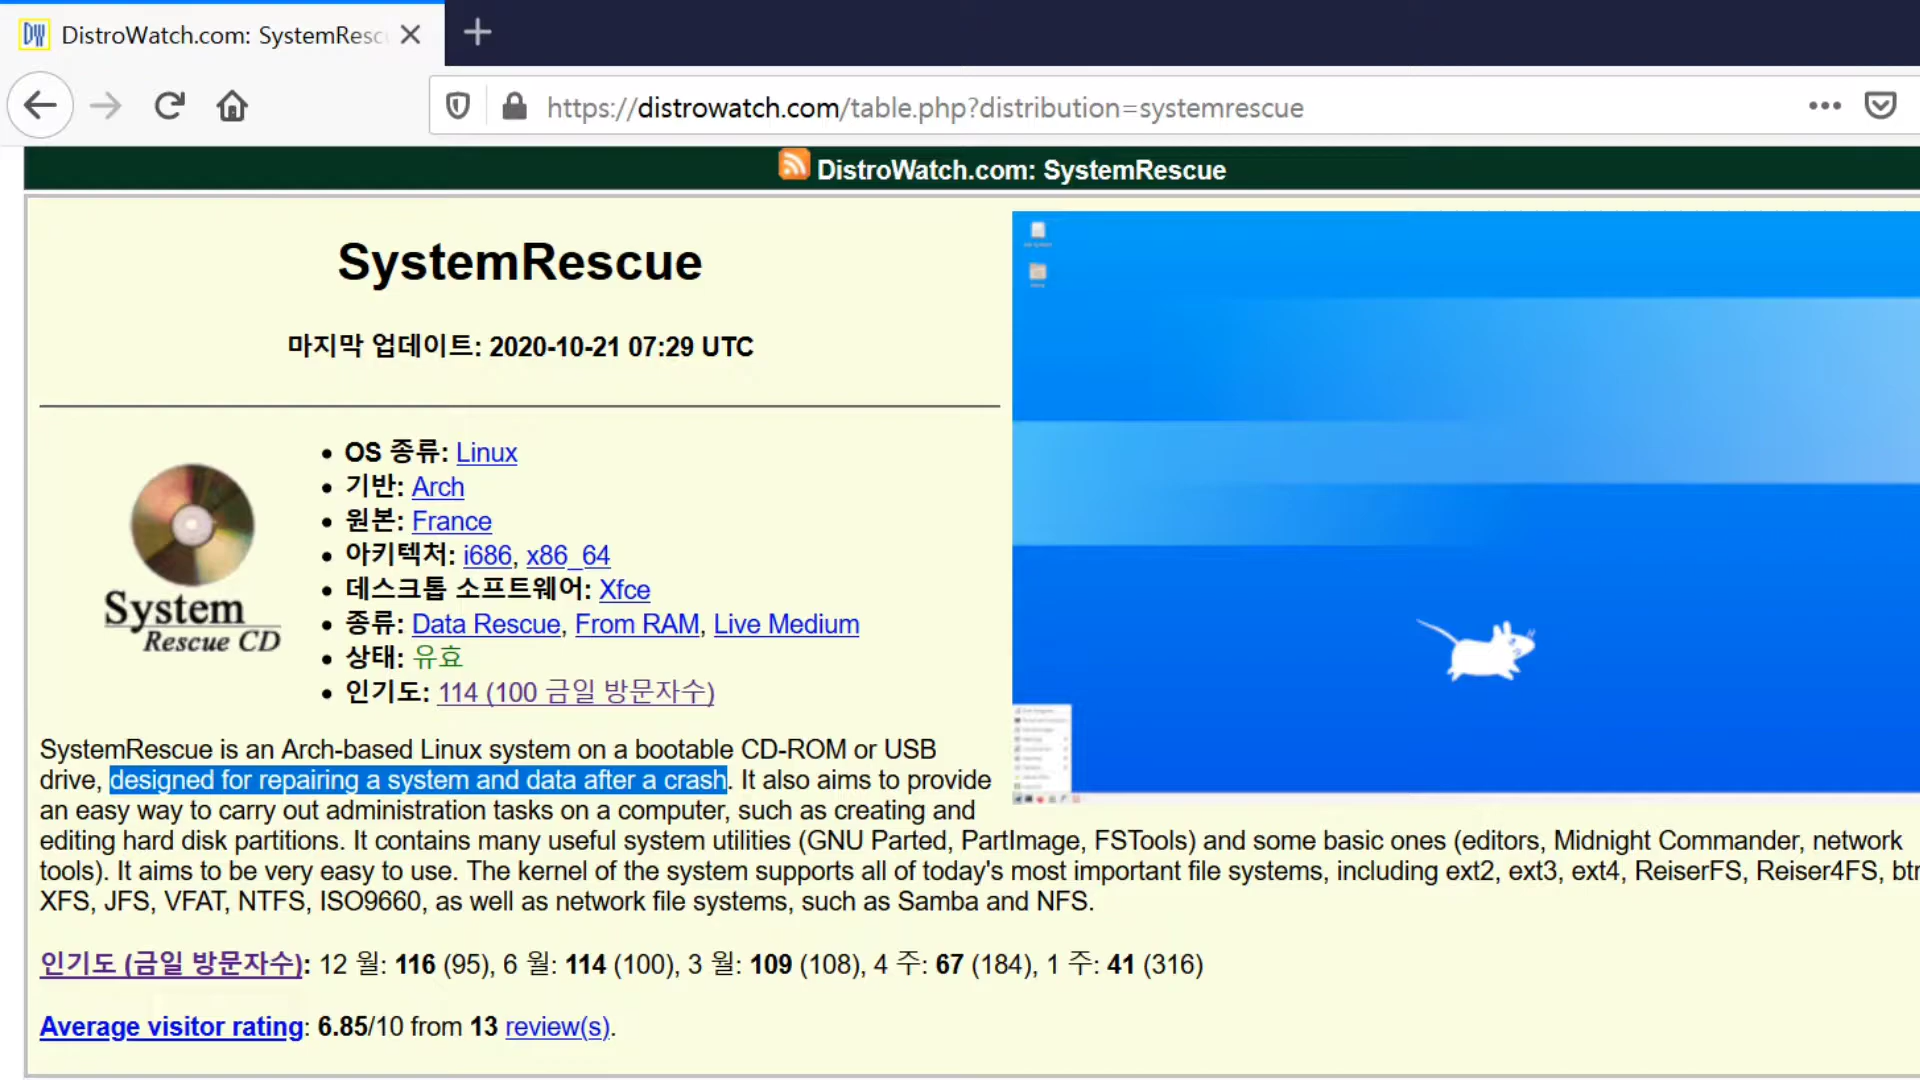 DistroWatch.com: SystemResc
https://distrowatch.com/table.php?distribution=systemrescue
DistroWatch.com: SystemRescue
SystemRescue
마지막 업데이트: 2020-10-21 07:29 UTC
System
Rescue CD
OS 종류: Linux
기반: Arch
원본: France
아키텍처: i686, x86_64
데스크톱 소프트웨어: Xfce
종류: Data Rescue, From RAM, Live Medium
상태: 유효
인기도: 114 (100 금일 방문자수)
SystemRescue is an Arch-based Linux system on a bootable CD-ROM or USB
drive, designed for repairing a system and data after a crash. It also aims to provide
an easy way to carry out administration tasks on a computer, such as creating and
editing hard disk partitions. It contains many useful system utilities (GNU Parted, PartImage, FSTools) and some basic ones (editors, Midnight Commander, network
tools). It aims to be very easy to use. The kernel of the system supports all of today's most important file systems, including ext2, ext3, ext4, ReiserFS, Reiser4FS, btr
XFS, JFS, VFAT, NTFS, ISO9660, as well as network file systems, such as Samba and NFS.
인기도 (금일 방문자수): 12 월: 116 (95), 6 월: 114 (100), 3 월: 109 (108), 4 주: 67 (184), 1 주: 41 (316)
Average visitor rating: 6.85/10 from 13 review(s).